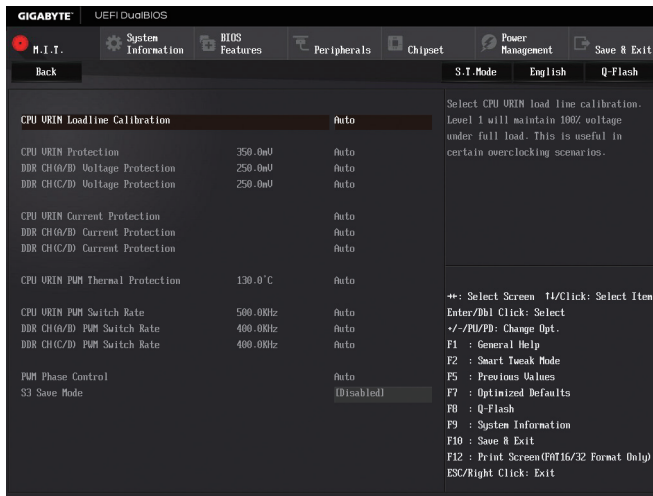 GIGABYTE™ UEFI DualBIOS
M.I.T. System Information BIOS Features Peripherals Chipset Power Management Save & Exit
Back S.T.Mode English Q-Flash
CPU VRIN Loadline Calibration Auto
CPU VRIN Protection 350.0mV Auto
DDR CH(A/B) Voltage Protection 250.0mV Auto
DDR CH(C/D) Voltage Protection 250.0mV Auto
CPU VRIN Current Protection Auto
DDR CH(A/B) Current Protection Auto
DDR CH(C/D) Current Protection Auto
CPU VRIN PWM Thermal Protection 130.0°C Auto
CPU VRIN PWM Switch Rate 500.0KHz Auto
DDR CH(A/B) PWM Switch Rate 400.0KHz Auto
DDR CH(C/D) PWM Switch Rate 400.0KHz Auto
PWM Phase Control Auto
S3 Save Mode [Disabled]
Select CPU VRIN load line calibration.
Level 1 will maintain 100% voltage
under full load. This is useful in
certain overclocking scenarios.
→←: Select Screen ↑↓/Click: Select Item
Enter/Dbl Click: Select
+/-/PU/PD: Change Opt.
F1 : General Help
F2 : Smart Tweak Mode
F5 : Previous Values
F7 : Optimized Defaults
F8 : Q-Flash
F9 : System Information
F10 : Save & Exit
F12 : Print Screen(FAT16/32 Format Only)
ESC/Right Click: Exit